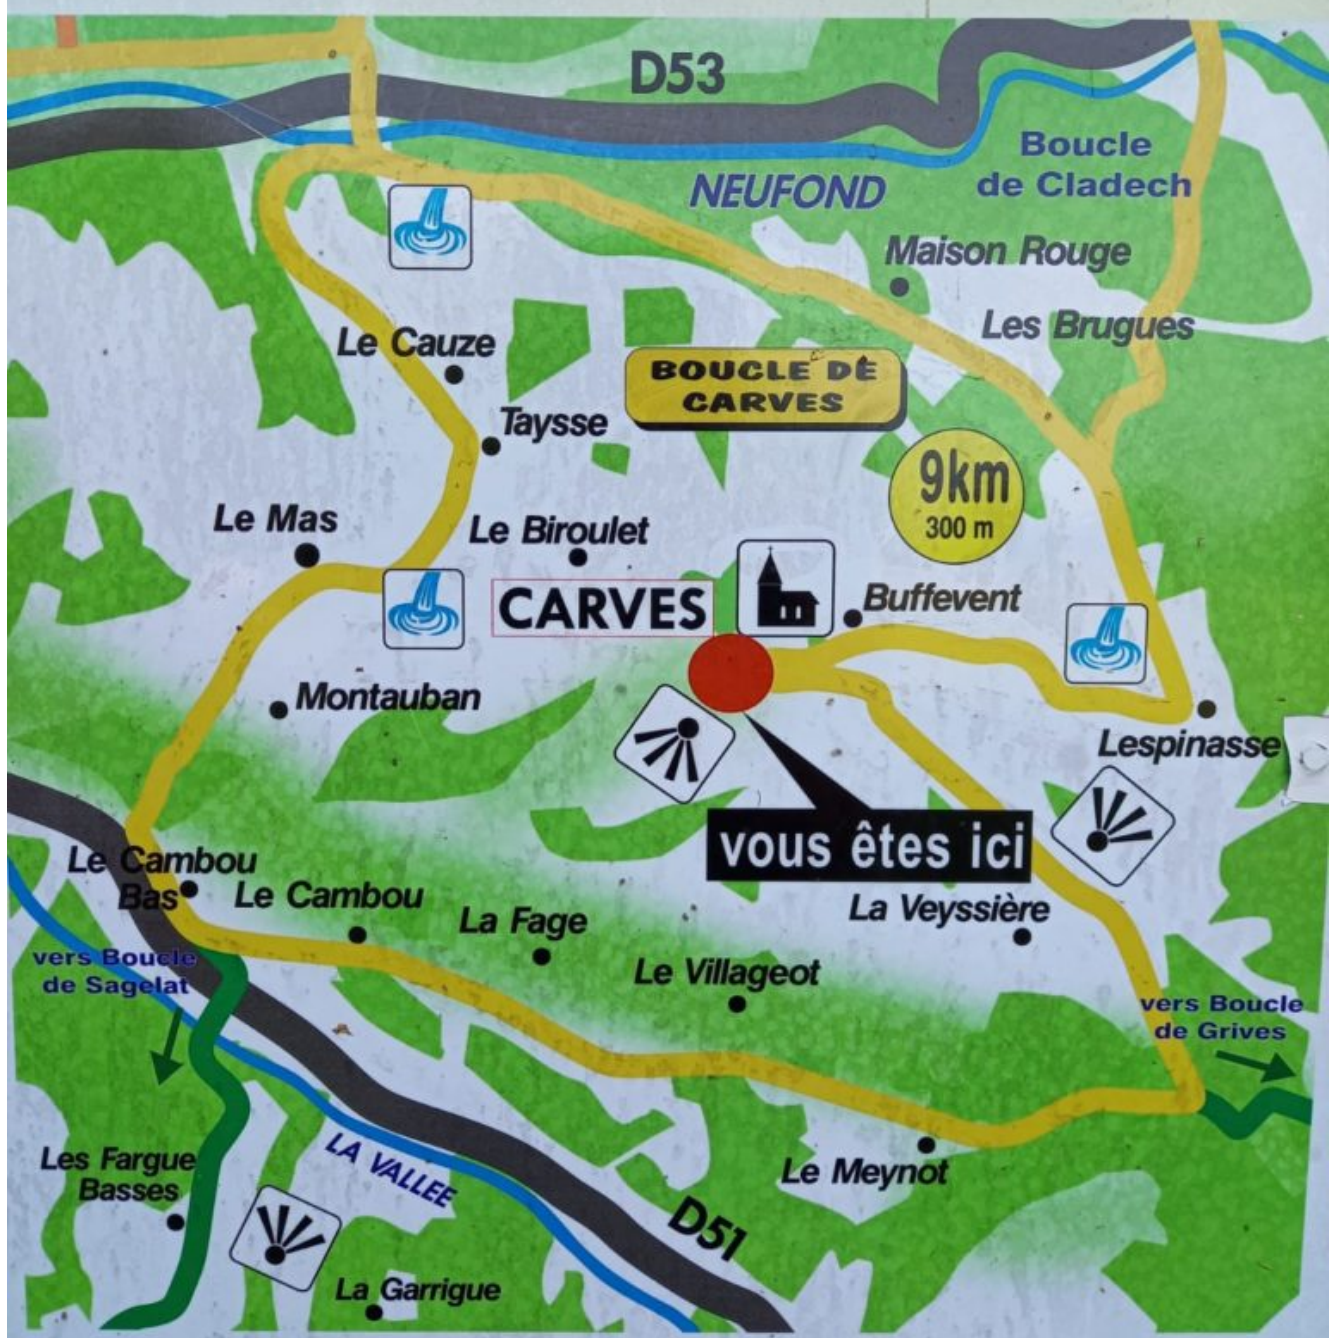 D53
Boucle
de Cladech
NEUFOND
Maison Rouge
Les Brugues
Le Cauze
BOUCLE DE
CARVES
Taysse
9km
300 m
Le Mas
Le Biroulet
CARVES
Buffevent
Montauban
Lespinasse
vous êtes ici
Le Cambou
Bas
Le Cambou
La Fage
La Veyssière
vers Boucle
de Sagelat
Le Villageot
vers Boucle
de Grives
Les Fargue
Basses
LA VALLEE
Le Meynot
D51
La Garrigue